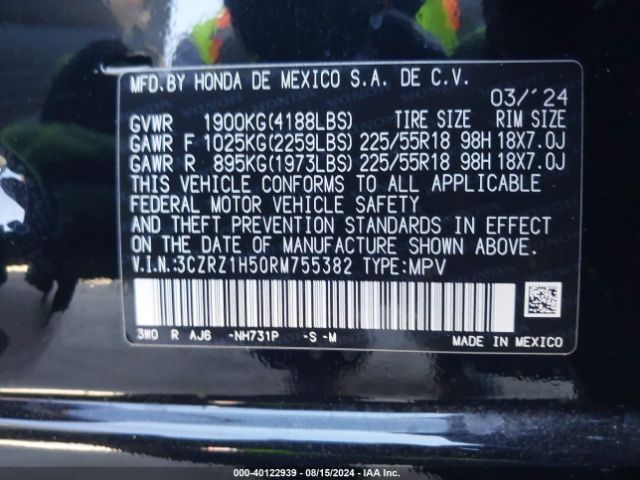 MFD.BY HONDA DE MEXICO S.A. DE C.V.
03/'24
GVWR 1900KG(4188LBS) TIRE SIZE RIM SIZE
GAWR F 1025KG(2259LBS) 225/55R18 98H 18X7.0J
GAWR R 895KG(1973LBS) 225/55R18 98H 18X7.0J
THIS VEHICLE CONFORMS TO ALL APPLICABLE
FEDERAL MOTOR VEHICLE SAFETY
AND THEFT PREVENTION STANDARDS IN EFFECT
ON THE DATE OF MANUFACTURE SHOWN ABOVE.
V.I.N.:3CZRZ1H50RM755382 TYPE:MPV
3W0 R AJ6 -NH731P -S -M
MADE IN MEXICO
000-40122939 - 08/15/2024 - IAA Inc.